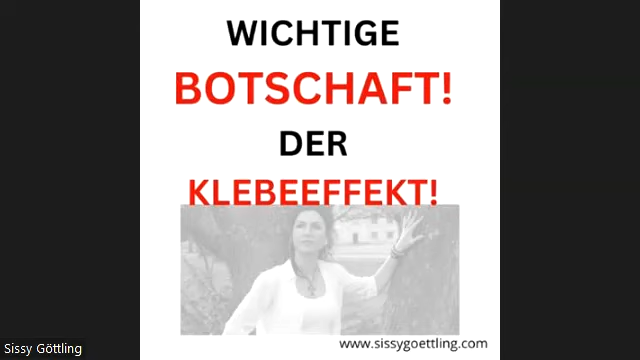 WICHTIGE
BOTSCHAFT!
DER
KLEBEEFFEKT!
www.sissygoettling.com
Sissy Göttling